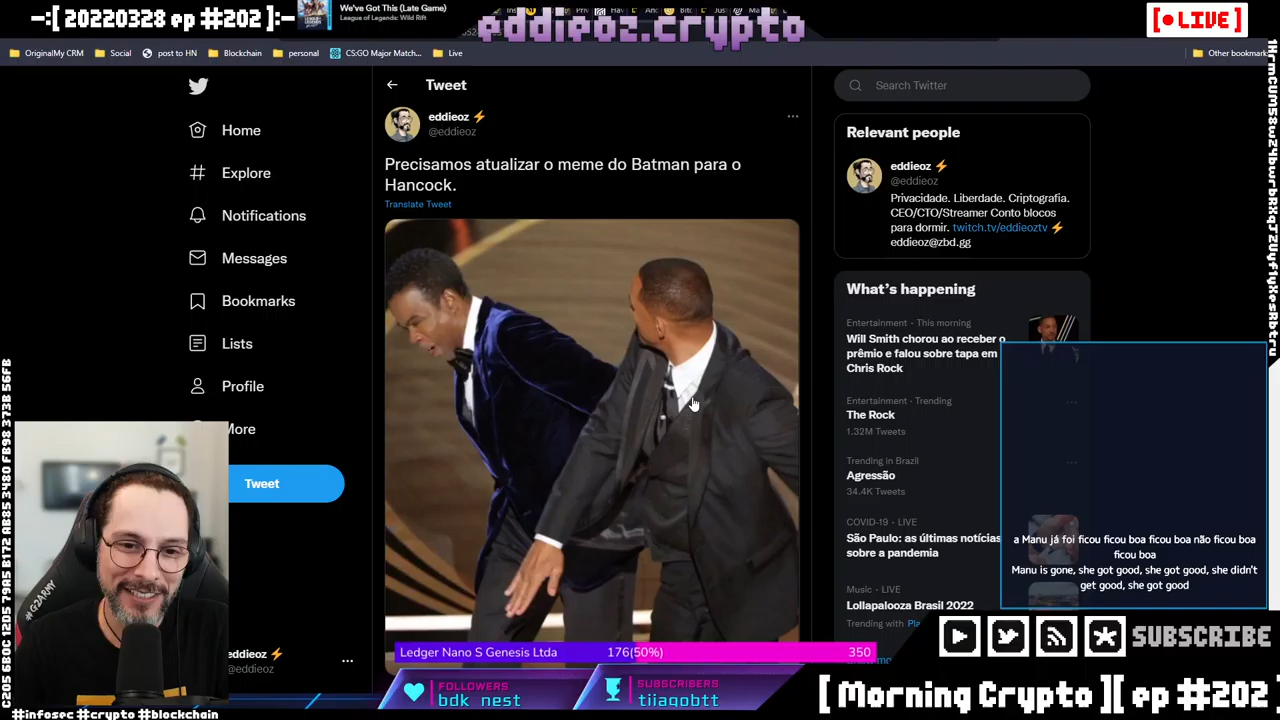 -:[ 20220328 ep #202 ]:-
We've Got This (Late Game)
League of Legends: Wild Rift
eddieoz.crypto
[● LIVE]
OriginalMy CRM
Social
post to HN
Blockchain
personal
CS:GO Major Match...
Live
Other bookmark
Home
Explore
Notifications
Messages
Bookmarks
Lists
Profile
More
Tweet
eddieoz ⚡
@eddieoz
Tweet
eddieoz ⚡
@eddieoz
Precisamos atualizar o meme do Batman para o
Hancock.
Translate Tweet
Search Twitter
Relevant people
eddieoz ⚡
@eddieoz
Privacidade. Liberdade. Criptografia.
CEO/CTO/Streamer Conto blocos
para dormir. twitch.tv/eddieoztv ⚡
eddieoz@zbd.gg
What's happening
Entertainment · This morning
Will Smith chorou ao receber o
prêmio e falou sobre tapa em
Chris Rock
Entertainment · Trending
The Rock
1.32M Tweets
Trending in Brazil
Agressão
34.4K Tweets
COVID-19 · LIVE
São Paulo: as últimas notícias
sobre a pandemia
Music · LIVE
Lollapalooza Brasil 2022
Trending with
a Manu já foi ficou ficou boa ficou boa não ficou boa
ficou boa
Manu is gone, she got good, she got good, she didn't
get good, she got good
#G2ARMY
Ledger Nano S Genesis Ltda 176(50%) 350
FOLLOWERS
bdk_nest
SUBSCRIBERS
tiiagobtt
SUBSCRIBE
[ Morning Crypto ][ ep #202 ]
#infosec #crypto #blockchain